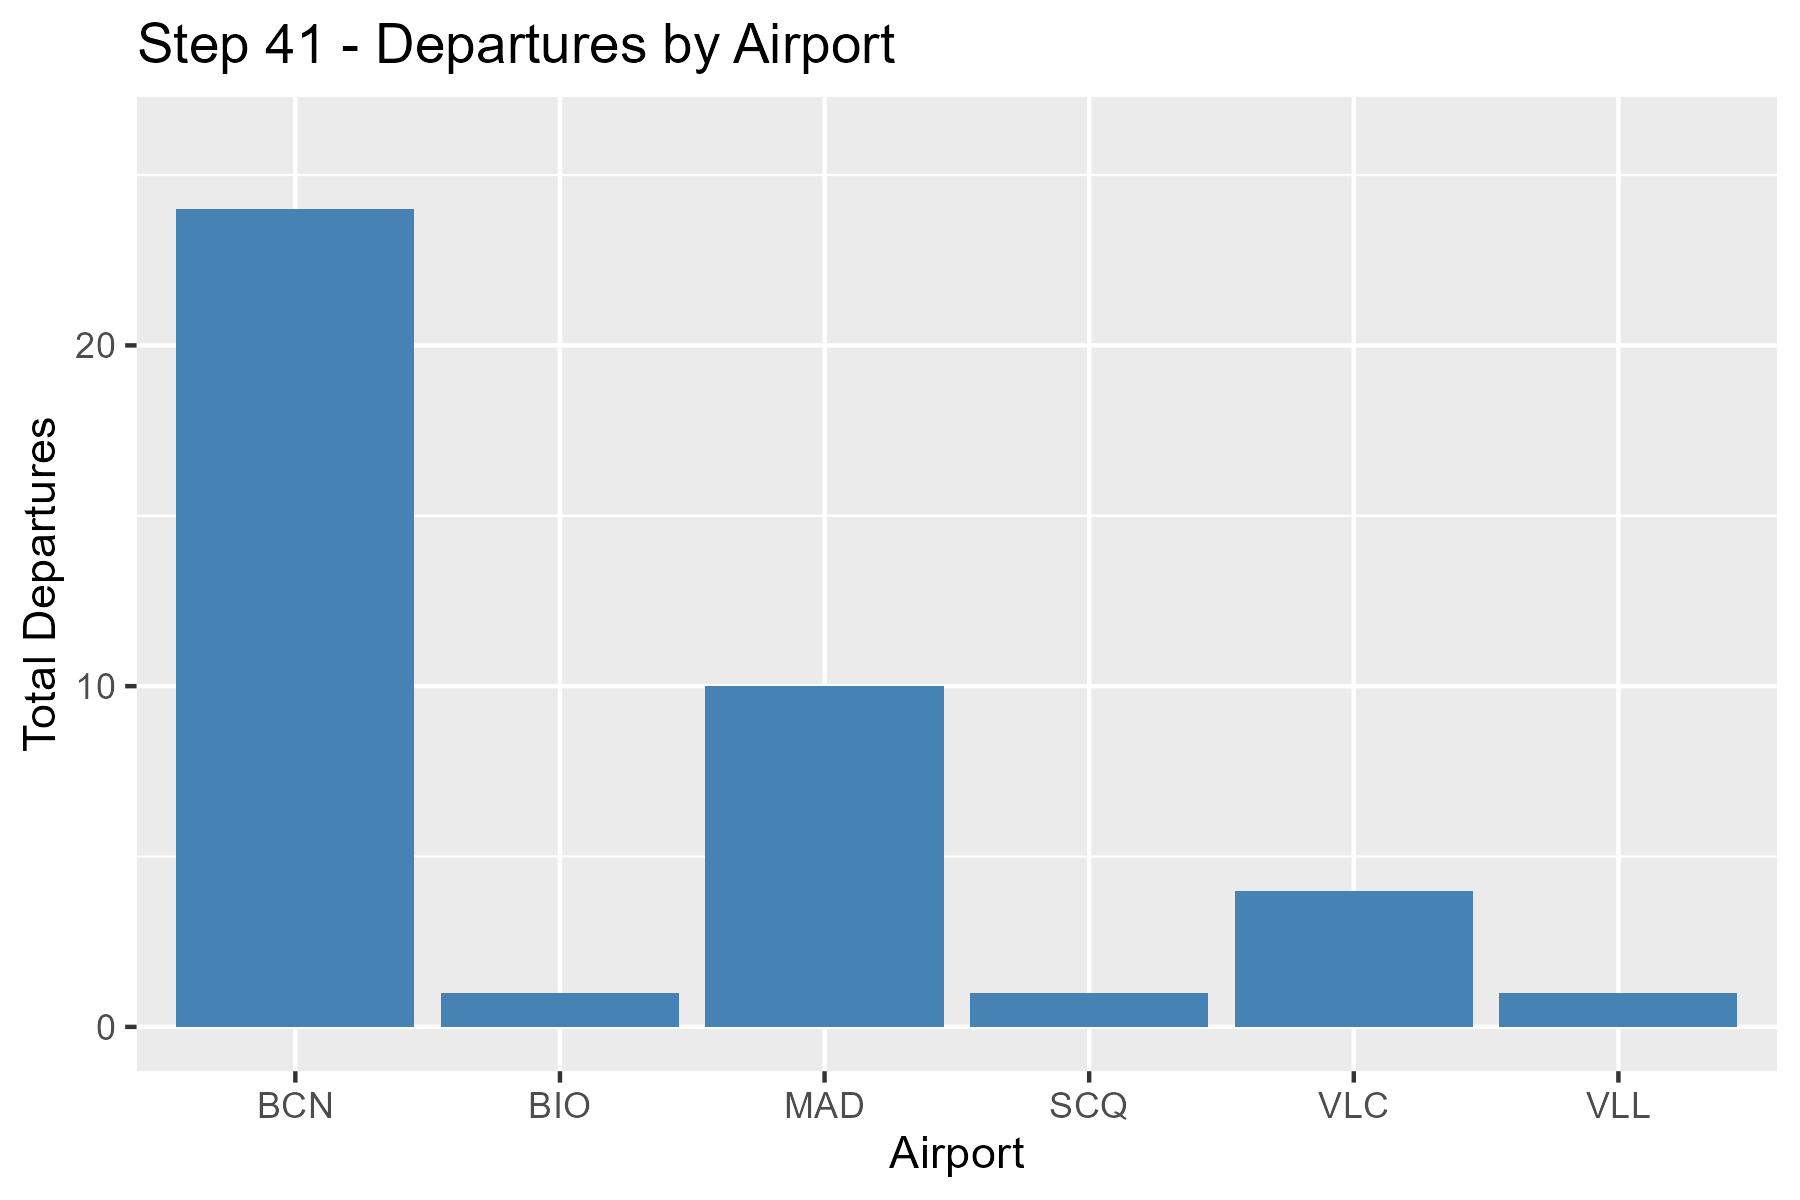 Step 41 - Departures by Airport
Total Departures
20
10
0
BCN BIO MAD SCQ VLC VLL
Airport